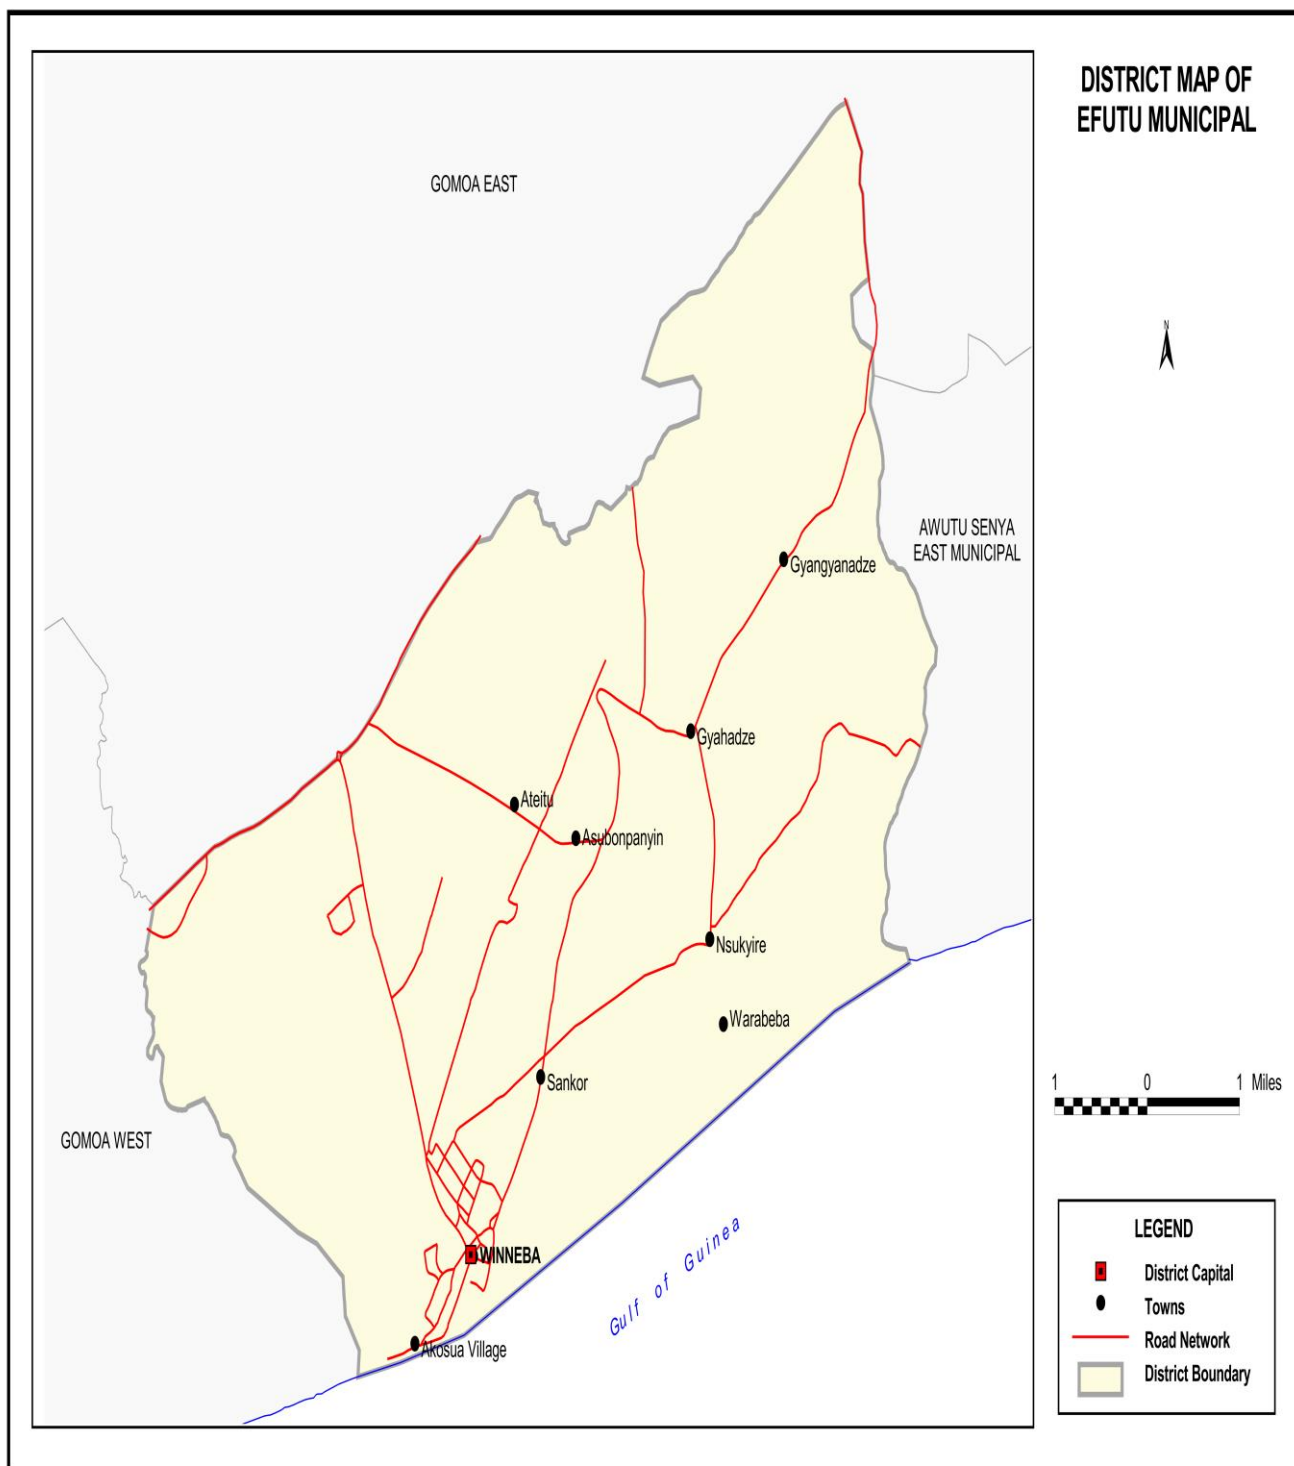 DISTRICT MAP OF
EFUTU MUNICIPAL
GOMOA EAST
N
AWUTU SENYA
EAST MUNICIPAL
Gyangyanadze
Gyahadze
Ateitu
Asubonpanyin
Nsukyire
Warabeba
Sankor
1 0 1 Miles
GOMOA WEST
WINNEBA
Gulf of Guinea
Akosua Village
LEGEND
District Capital
Towns
Road Network
District Boundary